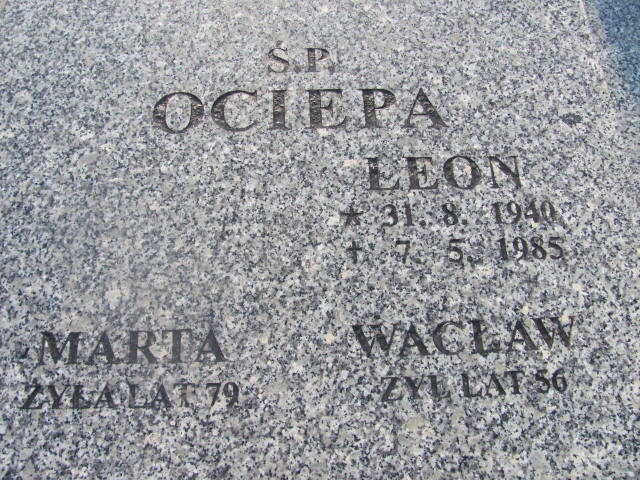 Ś.P.
OCIEPA
LEON
* 31. 8. 1940.
+ 7. 5. 1985.
MARTA
ŻYŁA LAT 79
WACŁAW
ŻYŁ LAT 56